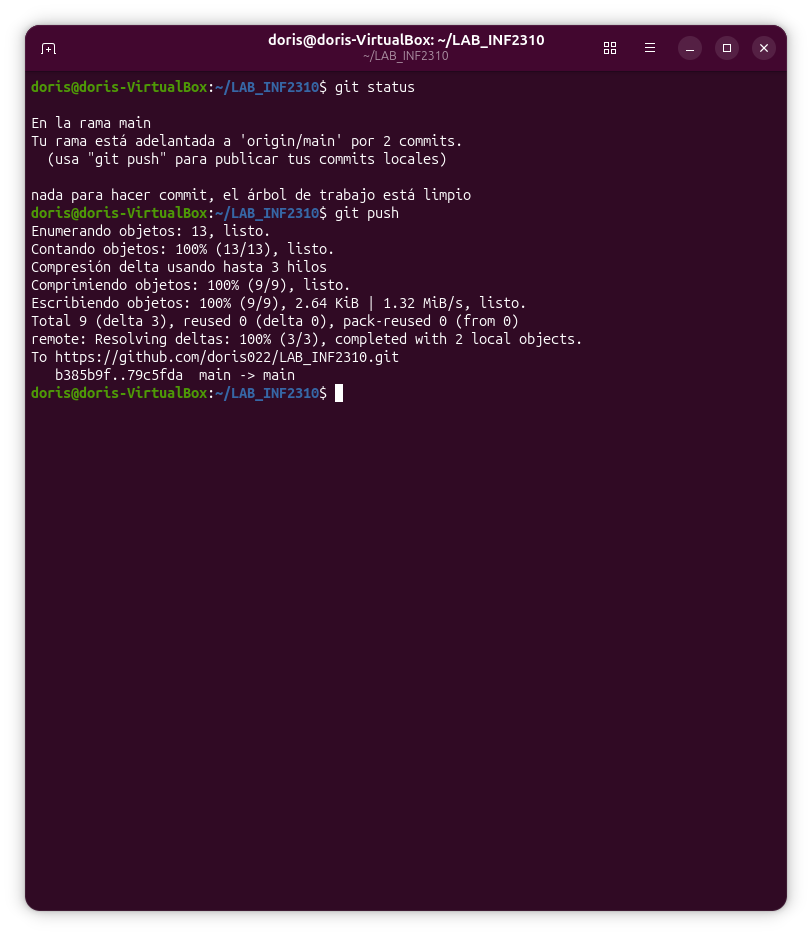 doris@doris-VirtualBox: ~/LAB_INF2310
~/LAB_INF2310
doris@doris-VirtualBox:~/LAB_INF2310$ git status
En la rama main
Tu rama está adelantada a 'origin/main' por 2 commits.
  (usa "git push" para publicar tus commits locales)
nada para hacer commit, el árbol de trabajo está limpio
doris@doris-VirtualBox:~/LAB_INF2310$ git push
Enumerando objetos: 13, listo.
Contando objetos: 100% (13/13), listo.
Compresión delta usando hasta 3 hilos
Comprimiendo objetos: 100% (9/9), listo.
Escribiendo objetos: 100% (9/9), 2.64 KiB | 1.32 MiB/s, listo.
Total 9 (delta 3), reused 0 (delta 0), pack-reused 0 (from 0)
remote: Resolving deltas: 100% (3/3), completed with 2 local objects.
To https://github.com/doris022/LAB_INF2310.git
   b385b9f..79c5fda  main -> main
doris@doris-VirtualBox:~/LAB_INF2310$